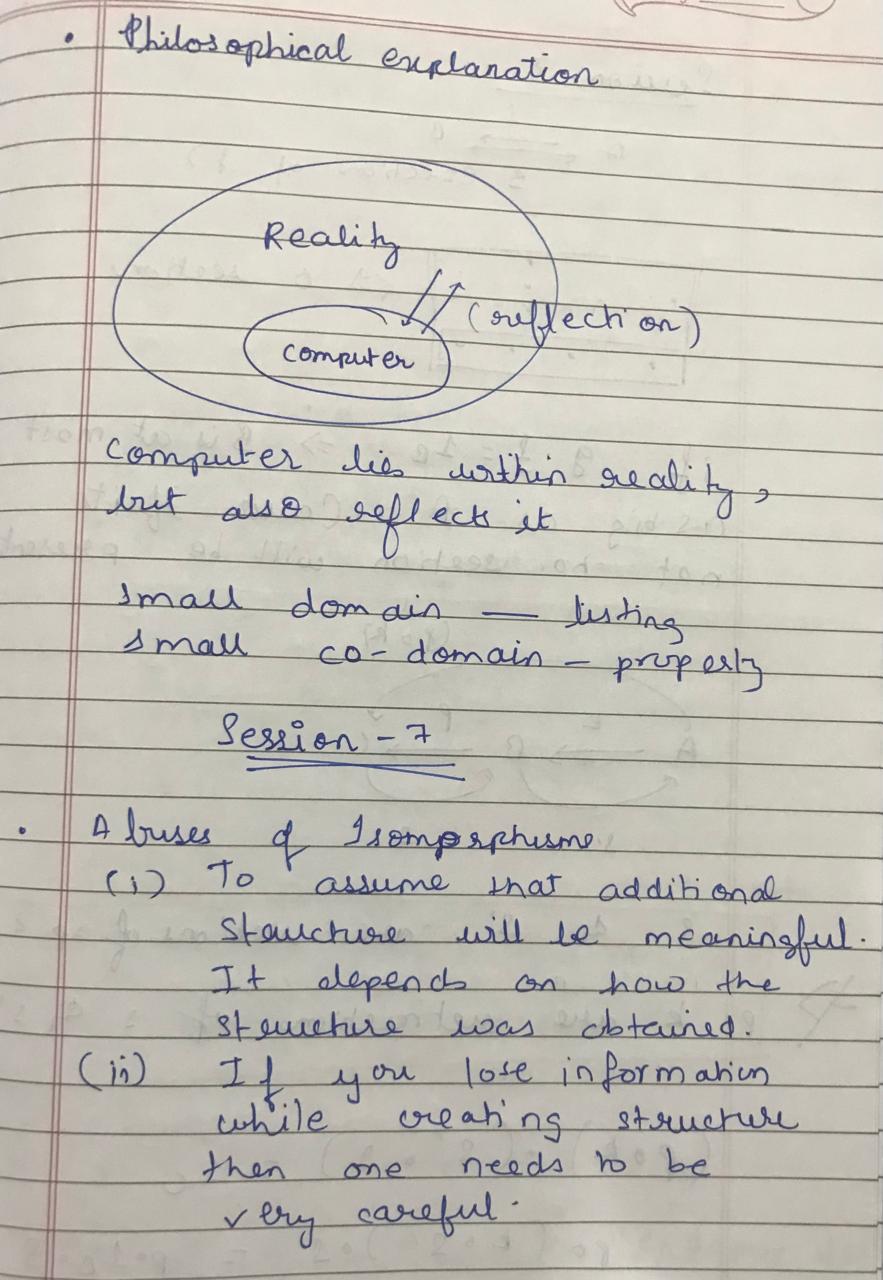 • Philosophical explanation
Reality
(reflection)
computer
computer lies within reality,
but also reflects it
small domain — testing
small co-domain – property
Session - 7
• Abuses of Isomorphisms
(i) To assume that additional
structure will be meaningful.
It depends on how the
structure was obtained.
(ii) If you lose information
while creating structure
then one needs to be
very careful.